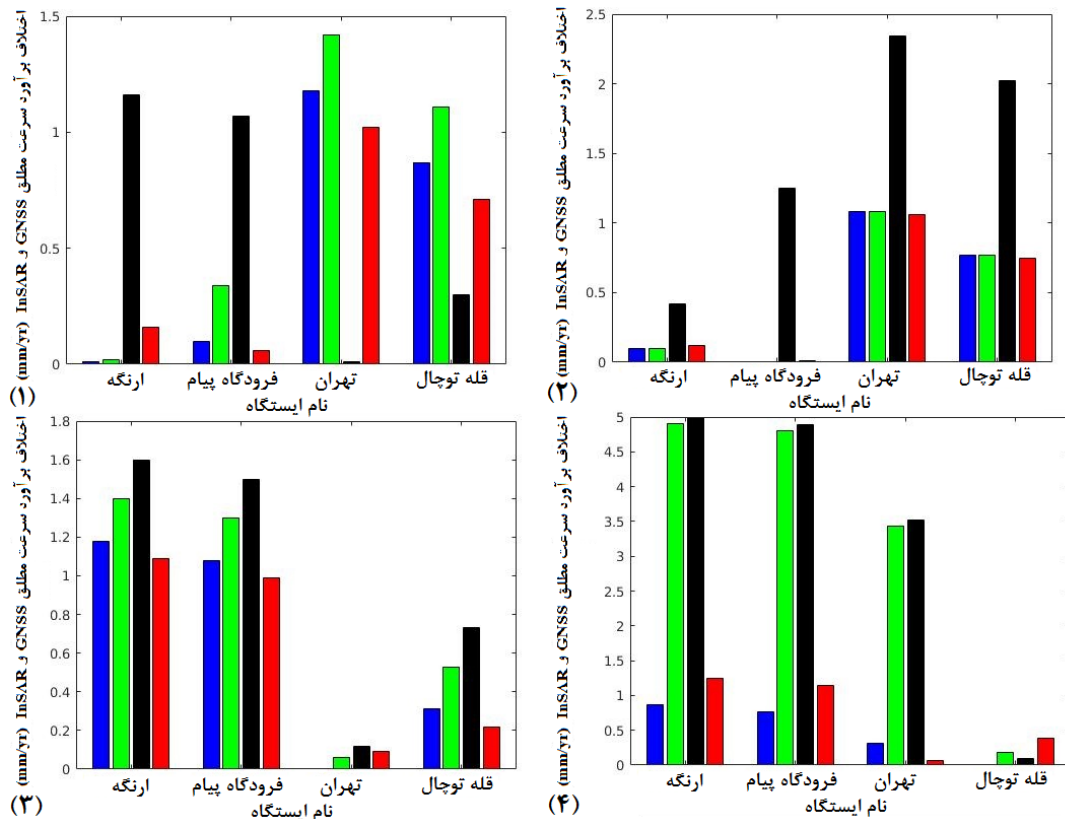 اختلاف برآورد سرعت مطلق GNSS و InSAR (mm/yr)
1.5
1
0.5
0
ارنگه
فرودگاه پیام
تهران
قله توچال
نام ایستگاه
(۱)
اختلاف برآورد سرعت مطلق GNSS و InSAR (mm/yr)
2.5
2
1.5
1
0.5
0
ارنگه
فرودگاه پیام
تهران
قله توچال
نام ایستگاه
(۲)
اختلاف برآورد سرعت مطلق GNSS و InSAR (mm/yr)
1.8
1.6
1.4
1.2
1
0.8
0.6
0.4
0.2
0
ارنگه
فرودگاه پیام
تهران
قله توچال
نام ایستگاه
(۳)
اختلاف برآورد سرعت مطلق GNSS و InSAR (mm/yr)
5
4.5
4
3.5
3
5
2
1.5
1
0.5
0
ارنگه
فرودگاه پیام
تهران
قله توچال
نام ایستگاه
(۴)